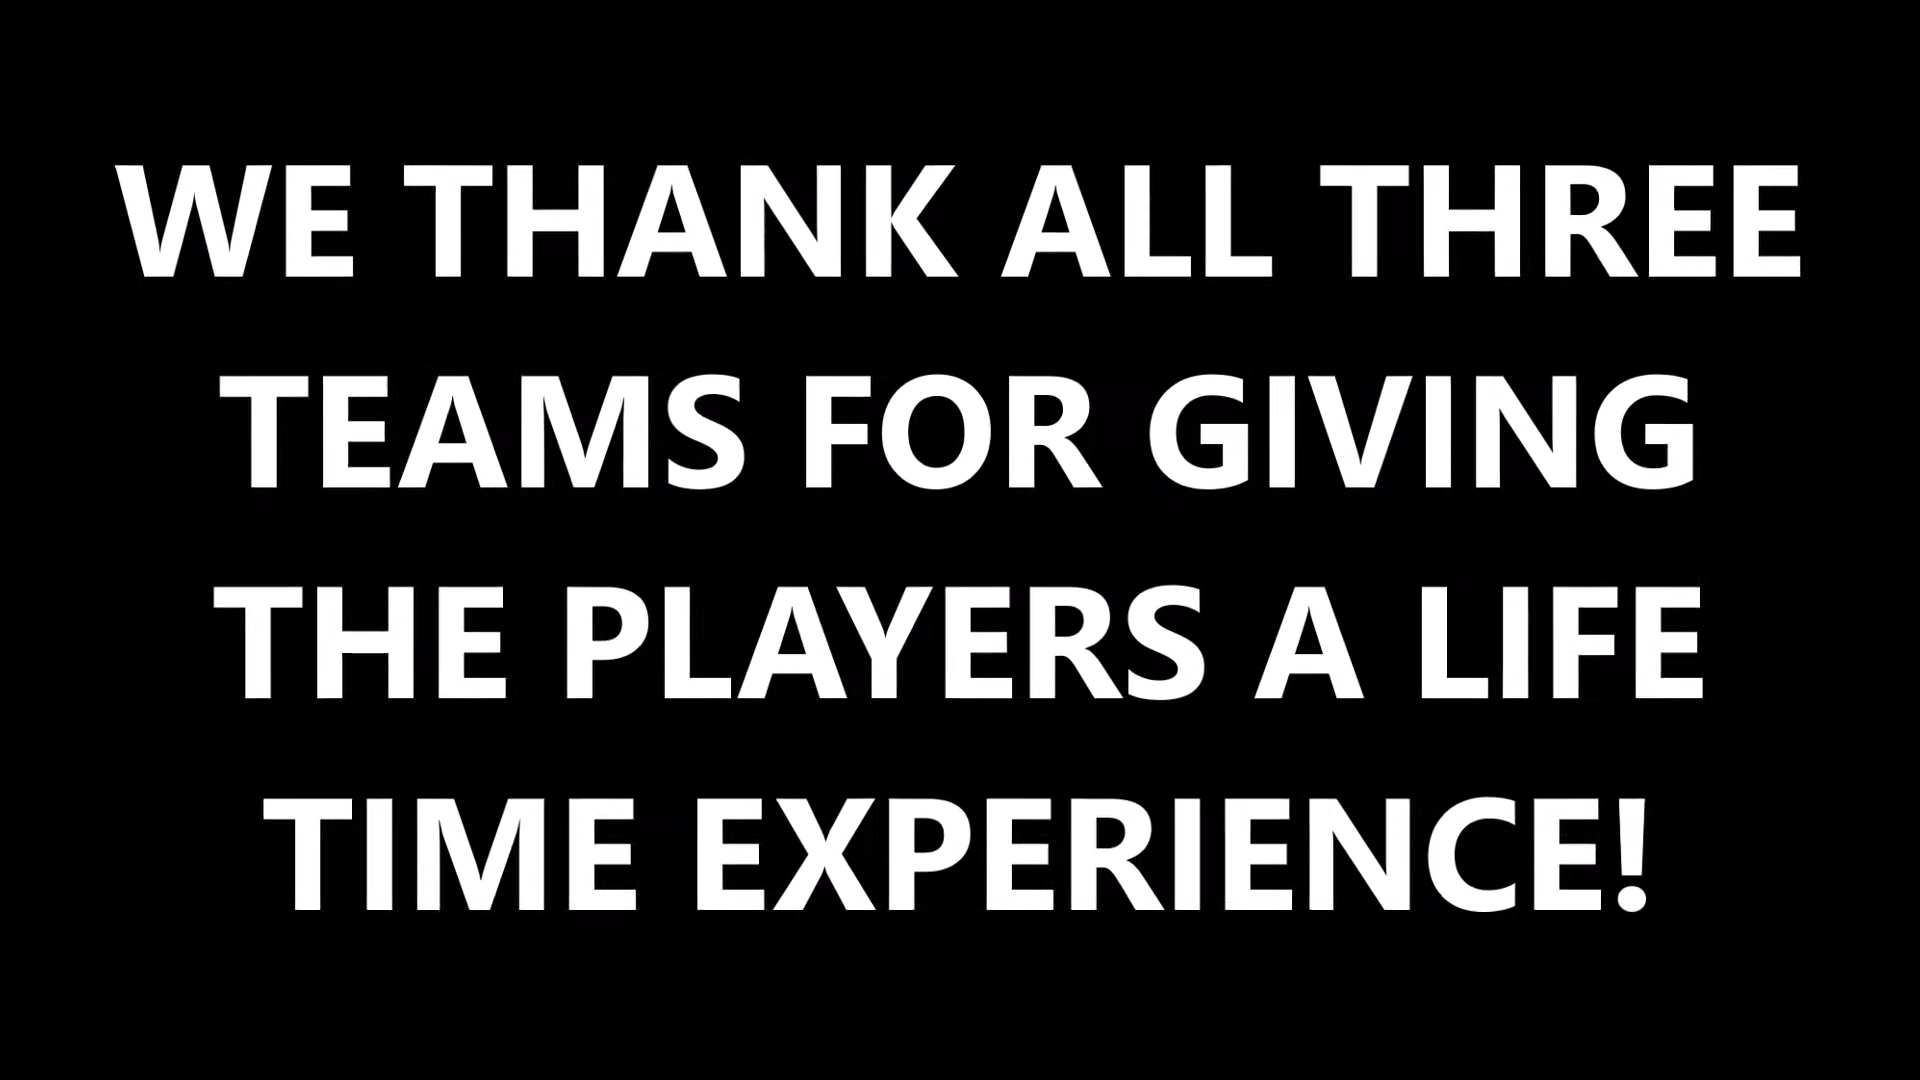 WE THANK ALL THREE
TEAMS FOR GIVING
THE PLAYERS A LIFE
TIME EXPERIENCE!